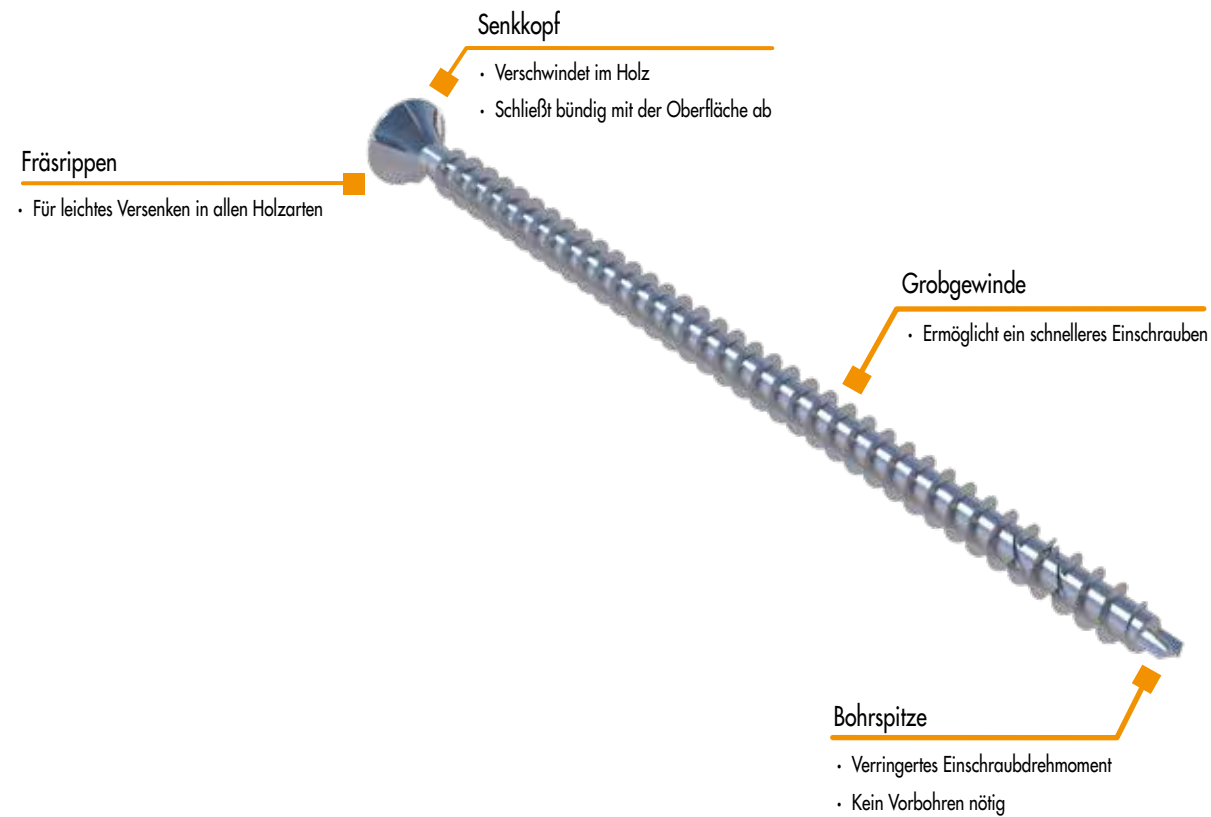 Senkkopf
· Verschwindet im Holz
· Schließt bündig mit der Oberfläche ab
Fräsrippen
· Für leichtes Versenken in allen Holzarten
Grobgewinde
· Ermöglicht ein schnelleres Einschrauben
Bohrspitze
· Verringertes Einschraubdrehmoment
· Kein Vorbohren nötig